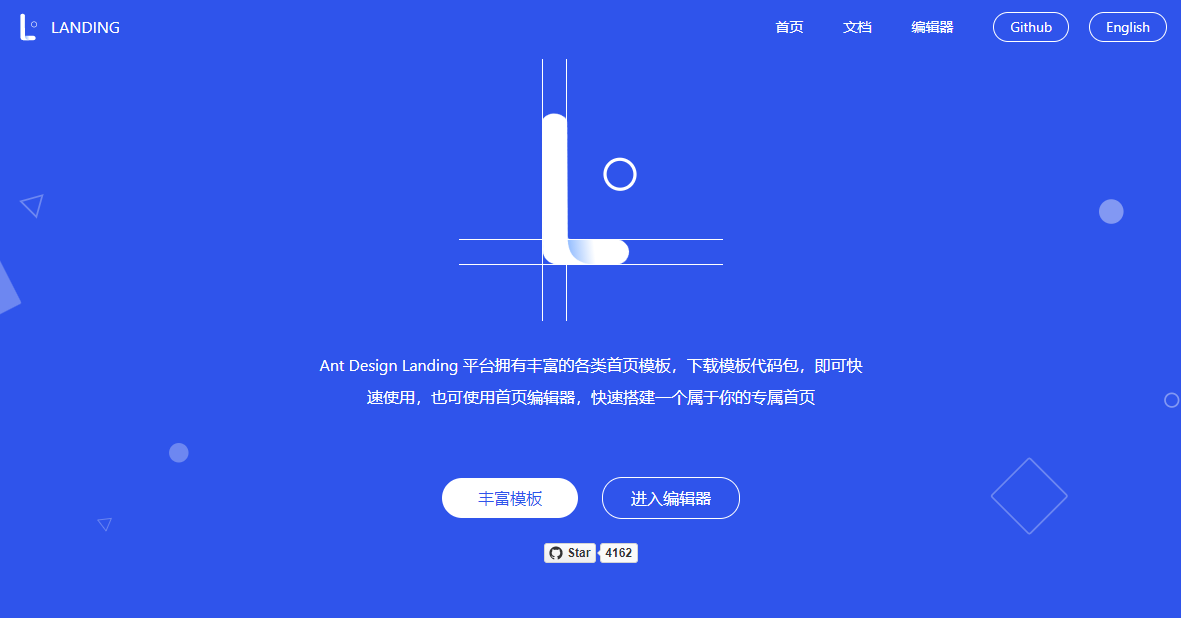 LANDING
首页
文档
编辑器
Github
English
Ant Design Landing 平台拥有丰富的各类首页模板，下载模板代码包，即可快
速使用，也可使用首页编辑器，快速搭建一个属于你的专属首页
丰富模板
进入编辑器
Star
4162